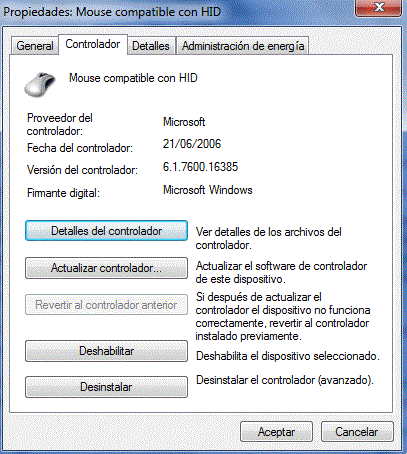 Propiedades: Mouse compatible con HID
General Controlador Detalles Administración de energía
Mouse compatible con HID
Proveedor del controlador: Microsoft
Fecha del controlador: 21/06/2006
Versión del controlador: 6.1.7600.16385
Firmante digital: Microsoft Windows
Detalles del controlador
Ver detalles de los archivos del
controlador.
Actualizar controlador...
Actualizar el software de controlador
de este dispositivo.
Revertir al controlador anterior
Si después de actualizar el
controlador el dispositivo no funciona
correctamente, revertir al controlador
instalado previamente.
Deshabilitar
Deshabilita el dispositivo seleccionado.
Desinstalar
Desinstalar el controlador (avanzado).
Aceptar Cancelar